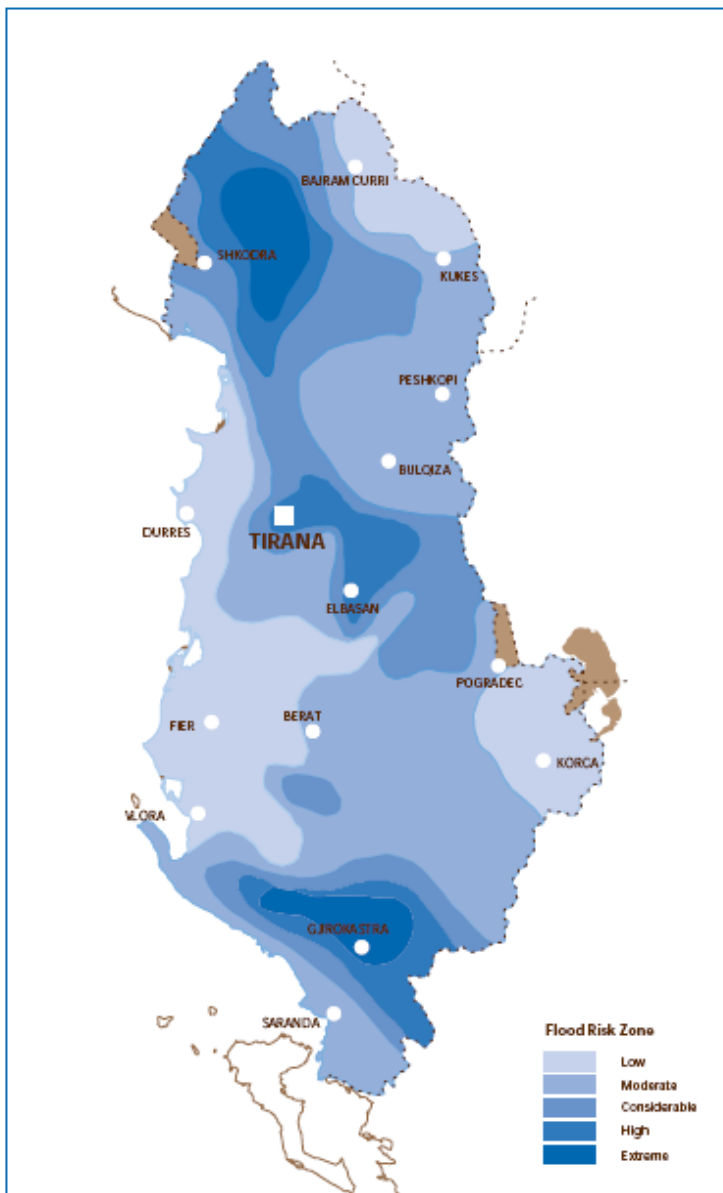 BAJRAM CURRI
SHKODRA
KUKES
PESHKOPI
BULQIZA
DURRES
TIRANA
ELBASAN
POGRADEC
BERAT
FIER
KORCA
VLORA
GJIROKASTRA
SARANDA
Flood Risk Zone
Low
Moderate
Considerable
High
Extreme